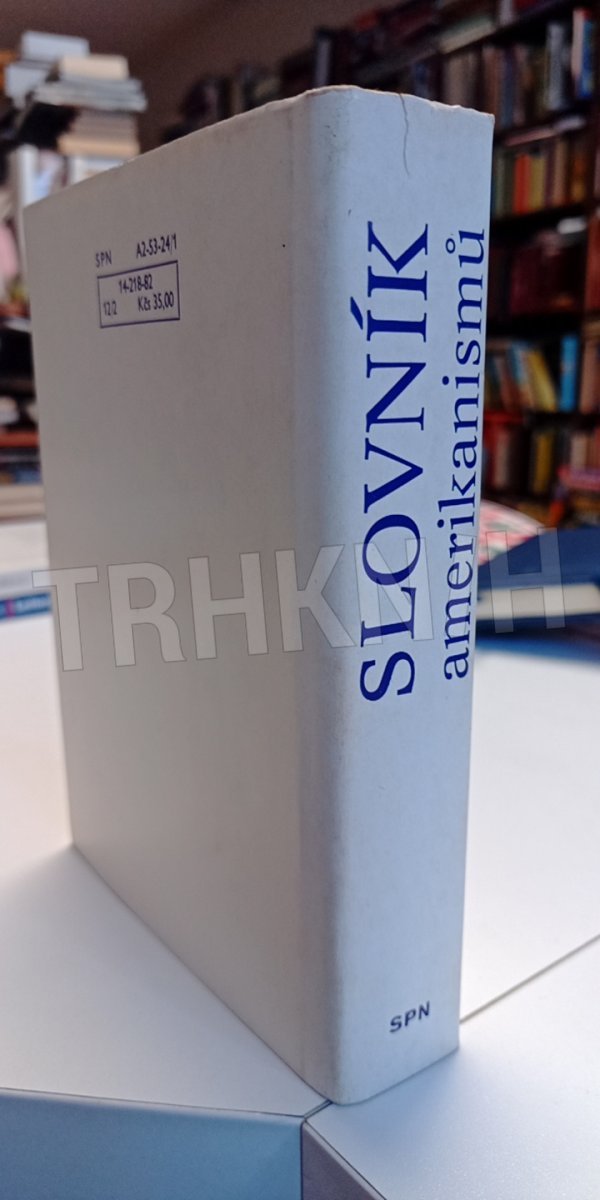 SPN A2-53-24/1
14-218-82
12/2 Kčs 35,00
SLOVNÍK
amerikanismů
SPN
TRHKNIH